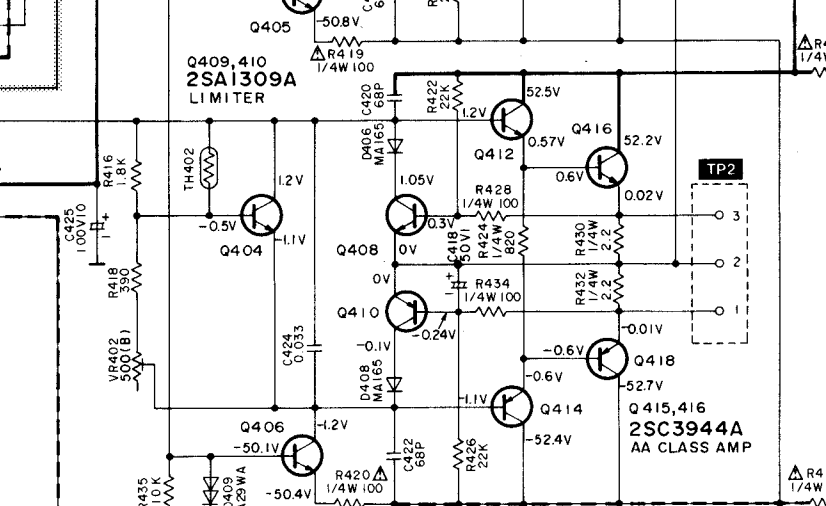 Q405
-50.8V
R419
1/4W 100
Q409,410
2SA1309A
LIMITER
C420
68P
R422
22K
1.2V
52.5V
Q412
0.57V
Q416
52.2V
0.6V
0.02V
TP2
D406
MA165
R416
1.8K
TH402
1.2V
-0.5V
Q404
-1.1V
C425
100V10
+
-
1.05V
Q408
0V
0.3V
R428
1/4W 100
C418
50V1
R424
1/4W
820
R430
1/4W
2.2
3
2
1
R418
390
0V
Q410
-0.1V
+
-
R434
1/4W 100
-0.24V
R432
1/4W
2.2
-0.01V
VR402
500(B)
C424
0.033
D408
MA165
-0.6V
Q418
-52.7V
-0.6V
-1.1V
Q414
-52.4V
Q406
-1.2V
-50.1V
-50.4V
R435
10K
D409
R420
1/4W 100
C422
68P
R426
22K
Q415,416
2SC3944A
AA CLASS AMP
R4
1/4W
R4
1/4W